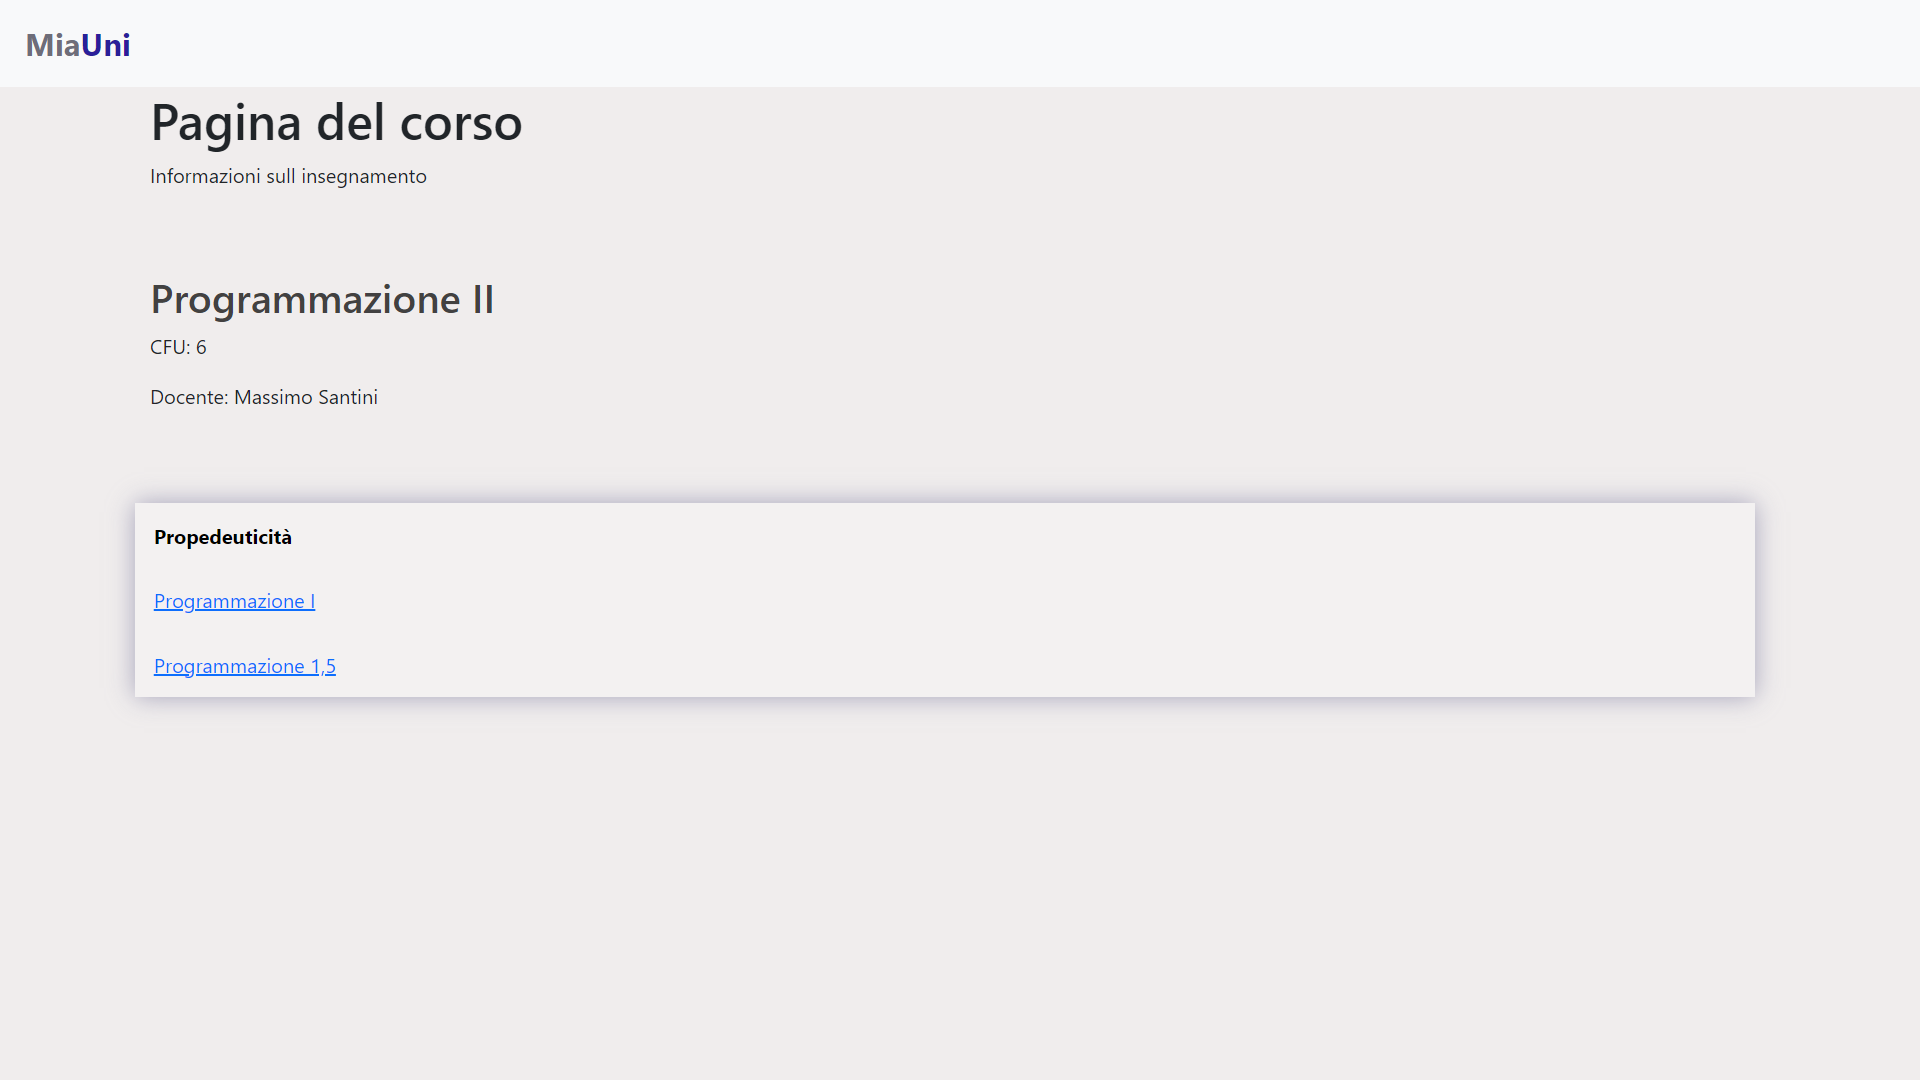 MiaUni
Pagina del corso
Informazioni sull insegnamento
Programmazione II
CFU: 6
Docente: Massimo Santini
Propedeuticità
Programmazione I
Programmazione 1,5